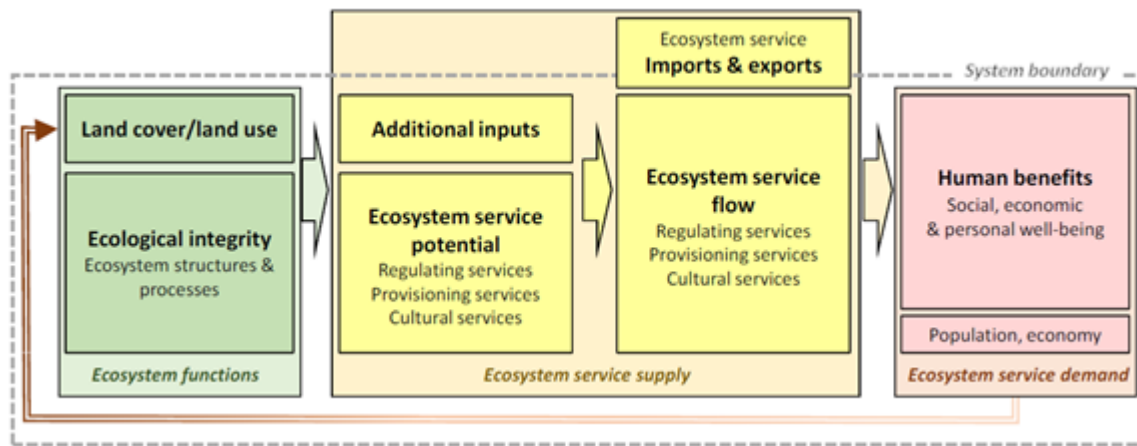 Ecosystem service
Imports & exports
System boundary
Land cover/land use
Ecological integrity
Ecosystem structures &
processes
Ecosystem functions
Additional inputs
Ecosystem service
potential
Regulating services
Provisioning services
Cultural services
Ecosystem service
flow
Regulating services
Provisioning services
Cultural services
Ecosystem service supply
Human benefits
Social, economic
& personal well-being
Population, economy
Ecosystem service demand